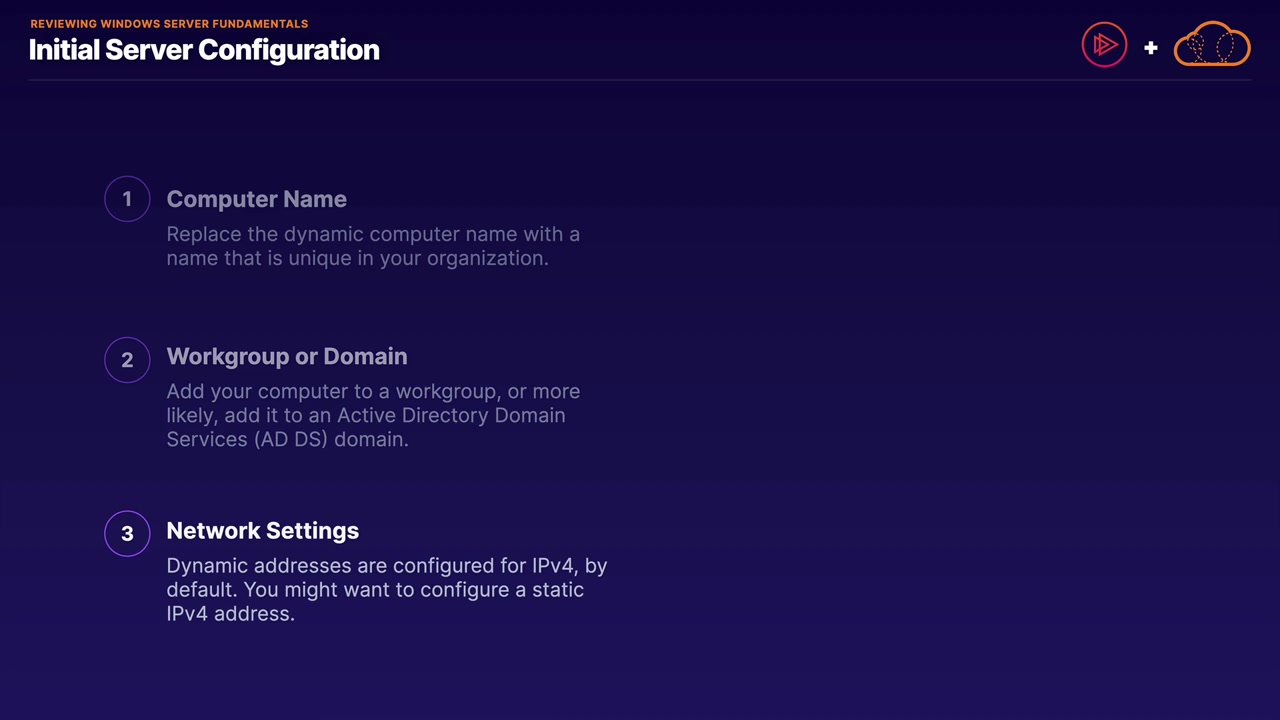 REVIEWING WINDOWS SERVER FUNDAMENTALS
Initial Server Configuration
+
1
Computer Name
Replace the dynamic computer name with a
name that is unique in your organization.
2
Workgroup or Domain
Add your computer to a workgroup, or more
likely, add it to an Active Directory Domain
Services (AD DS) domain.
3
Network Settings
Dynamic addresses are configured for IPv4, by
default. You might want to configure a static
IPv4 address.